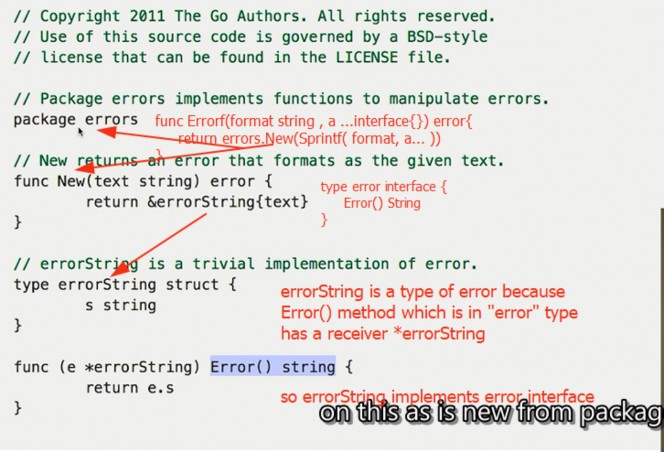 // Copyright 2011 The Go Authors. All rights reserved.
// Use of this source code is governed by a BSD-style
// license that can be found in the LICENSE file.
// Package errors implements functions to manipulate errors.
package errors
func Errorf(format string , a ...interface{}) error{
return errors.New(Sprintf( format, a... ))
}
// New returns an error that formats as the given text.
func New(text string) error {
return &errorString{text}
}
type error interface {
Error() String
}
// errorString is a trivial implementation of error.
type errorString struct {
s string
}
errorString is a type of error because
Error() method which is in "error" type
has a receiver *errorString
func (e *errorString) Error() string {
return e.s
}
so errorString implements error interface
on this as is new from packag